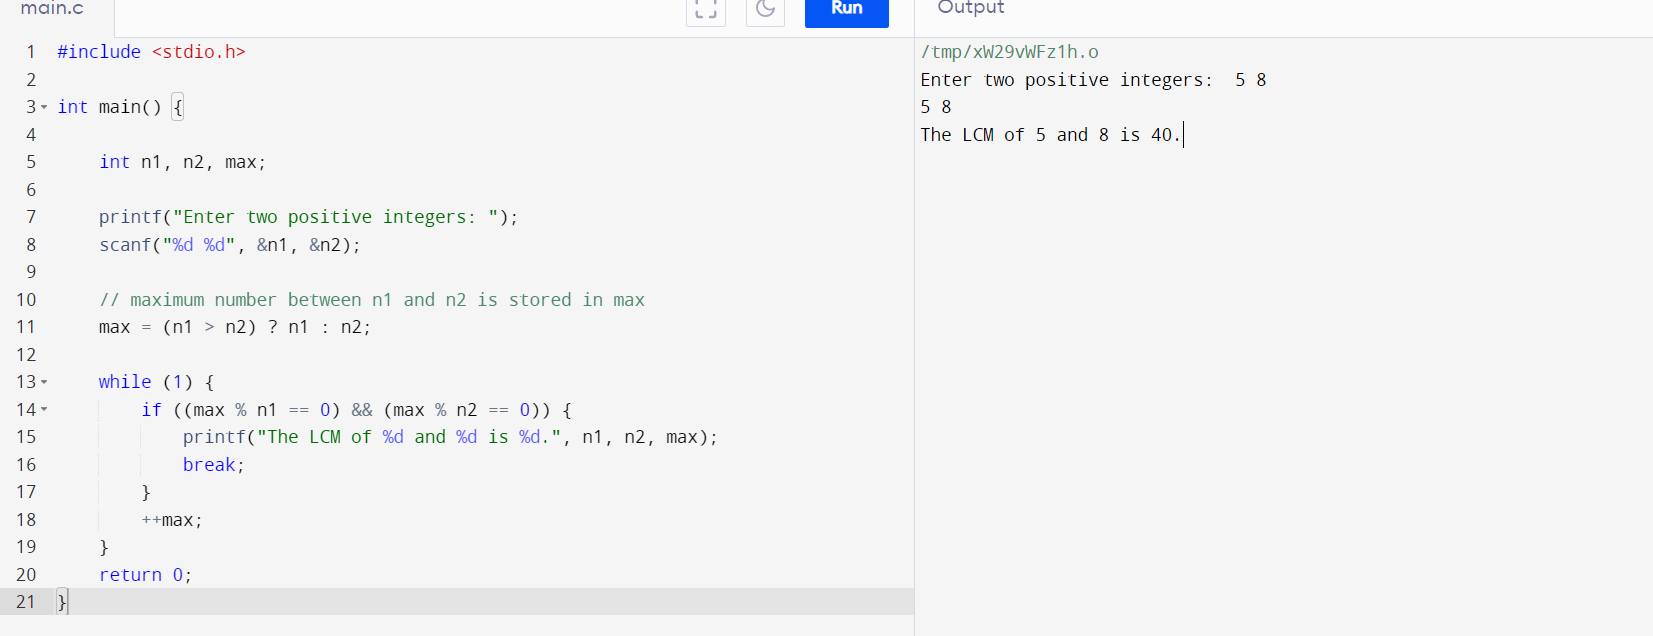 main.c
Run
Output
1 #include <stdio.h>
2
3 int main() {
4
5     int n1, n2, max;
6
7     printf("Enter two positive integers: ");
8     scanf("%d %d", &n1, &n2);
9
10     // maximum number between n1 and n2 is stored in max
11     max = (n1 > n2) ? n1 : n2;
12
13     while (1) {
14         if ((max % n1 == 0) && (max % n2 == 0)) {
15             printf("The LCM of %d and %d is %d.", n1, n2, max);
16             break;
17         }
18         ++max;
19     }
20     return 0;
21 }
/tmp/xW29vWFz1h.o
Enter two positive integers:  5 8
5 8
The LCM of 5 and 8 is 40.